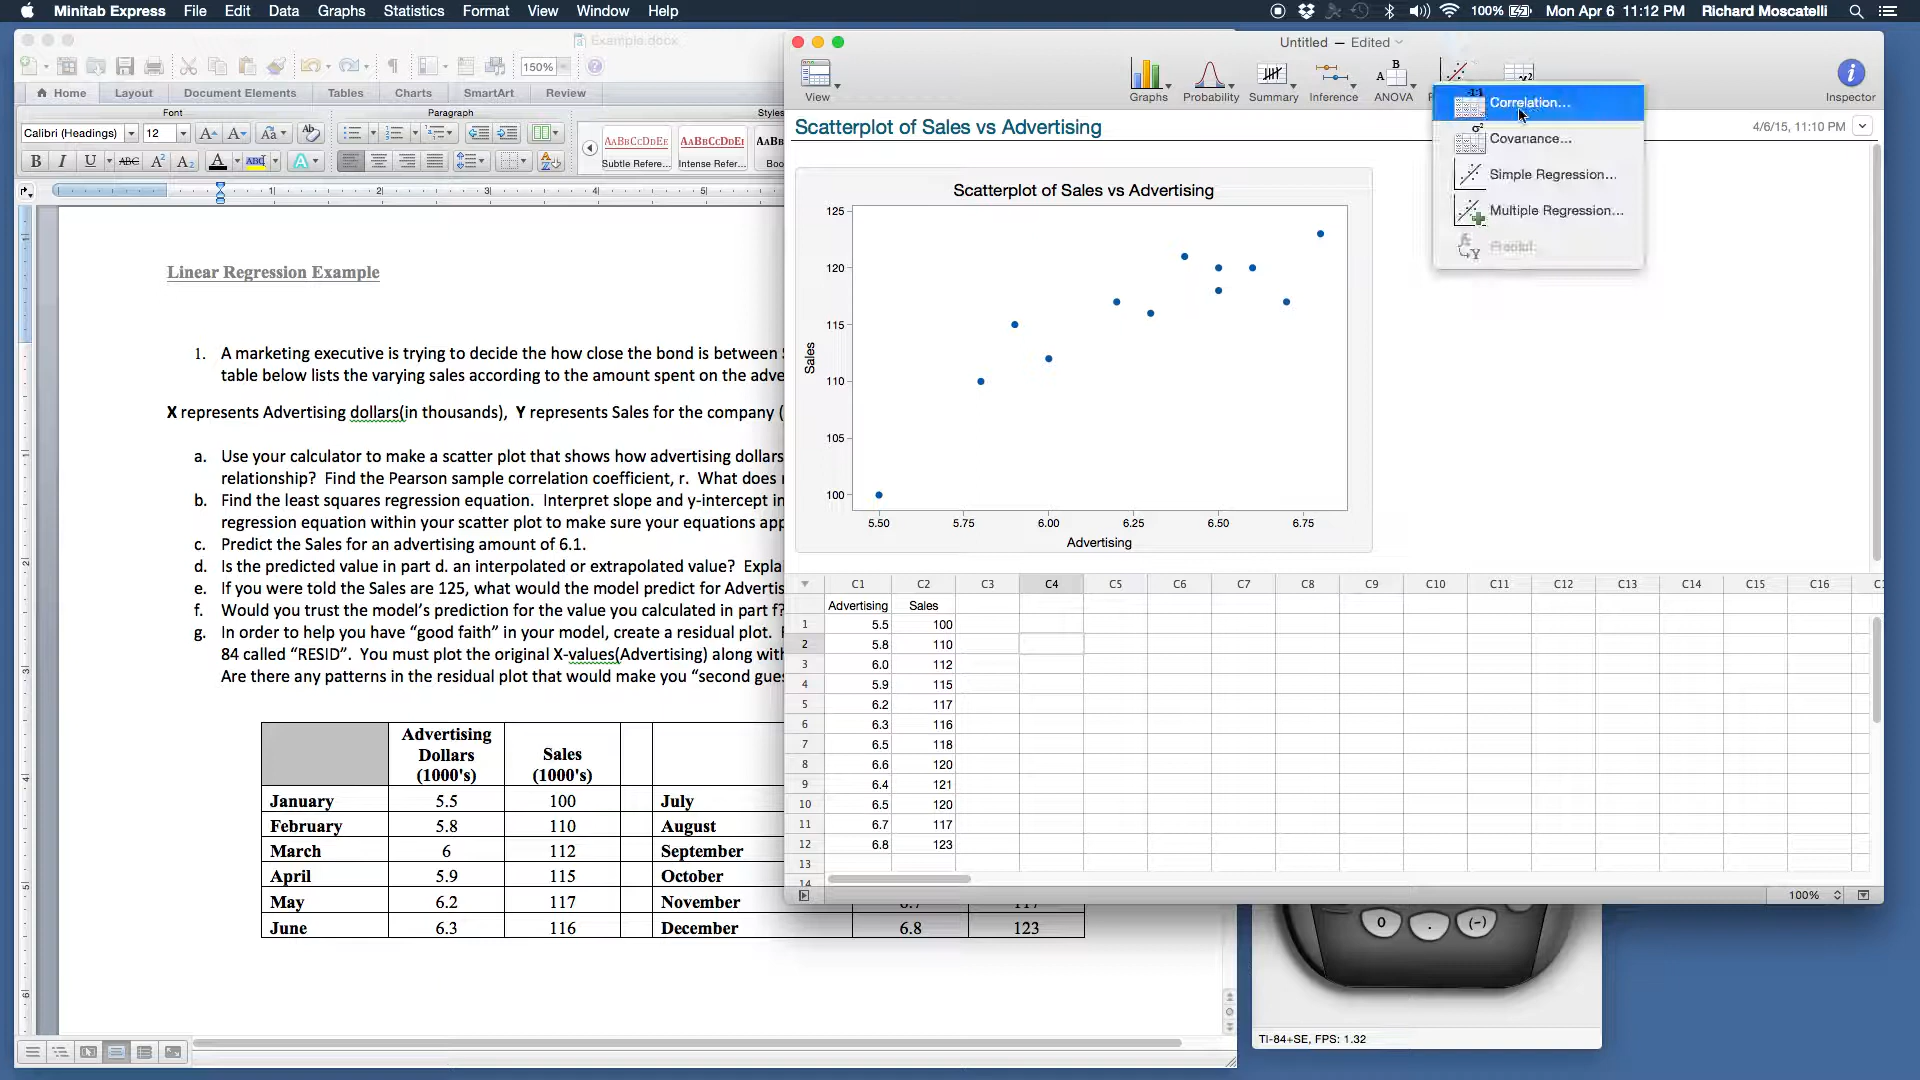 Minitab Express File Edit Data Graphs Statistics Format View Window Help
100% Mon Apr 6 11:12 PM Richard Moscatelli
Example.docx
150%
Home Layout Document Elements Tables Charts SmartArt Review
Font Paragraph Styles
Calibri (Headings) 12
B I U ABC A² A₂ A ABC A
AaBbCcDdEe AaBbCcDdEe AaBb
Subtle Refere... Intense Refere... Boo
Linear Regression Example
1. A marketing executive is trying to decide the how close the bond is between
table below lists the varying sales according to the amount spent on the adve
X represents Advertising dollars(in thousands), Y represents Sales for the company (
a. Use your calculator to make a scatter plot that shows how advertising dollars
relationship? Find the Pearson sample correlation coefficient, r. What does
b. Find the least squares regression equation. Interpret slope and y-intercept in
regression equation within your scatter plot to make sure your equations app
c. Predict the Sales for an advertising amount of 6.1.
d. Is the predicted value in part d. an interpolated or extrapolated value? Expla
e. If you were told the Sales are 125, what would the model predict for Advertis
f. Would you trust the model's prediction for the value you calculated in part f?
g. In order to help you have "good faith" in your model, create a residual plot.
84 called "RESID". You must plot the original X-values(Advertising) along with
Are there any patterns in the residual plot that would make you "second gues
Advertising Dollars (1000's) Sales (1000's)
January 5.5 100 July
February 5.8 110 August
March 6 112 September
April 5.9 115 October
May 6.2 117 November
June 6.3 116 December 6.8 123
Untitled — Edited
View Graphs Probability Summary Inference ANOVA Inspector
Correlation...
Covariance...
Simple Regression...
Multiple Regression...
Predict...
Scatterplot of Sales vs Advertising
4/6/15, 11:10 PM
Scatterplot of Sales vs Advertising
125
120
115
110
105
100
Sales
5.50 5.75 6.00 6.25 6.50 6.75
Advertising
C1 C2 C3 C4 C5 C6 C7 C8 C9 C10 C11 C12 C13 C14 C15 C16
Advertising Sales
1 5.5 100
2 5.8 110
3 6.0 112
4 5.9 115
5 6.2 117
6 6.3 116
7 6.5 118
8 6.6 120
9 6.4 121
10 6.5 120
11 6.7 117
12 6.8 123
13
14
100%
0 . (-)
TI-84+SE, FPS: 1.32